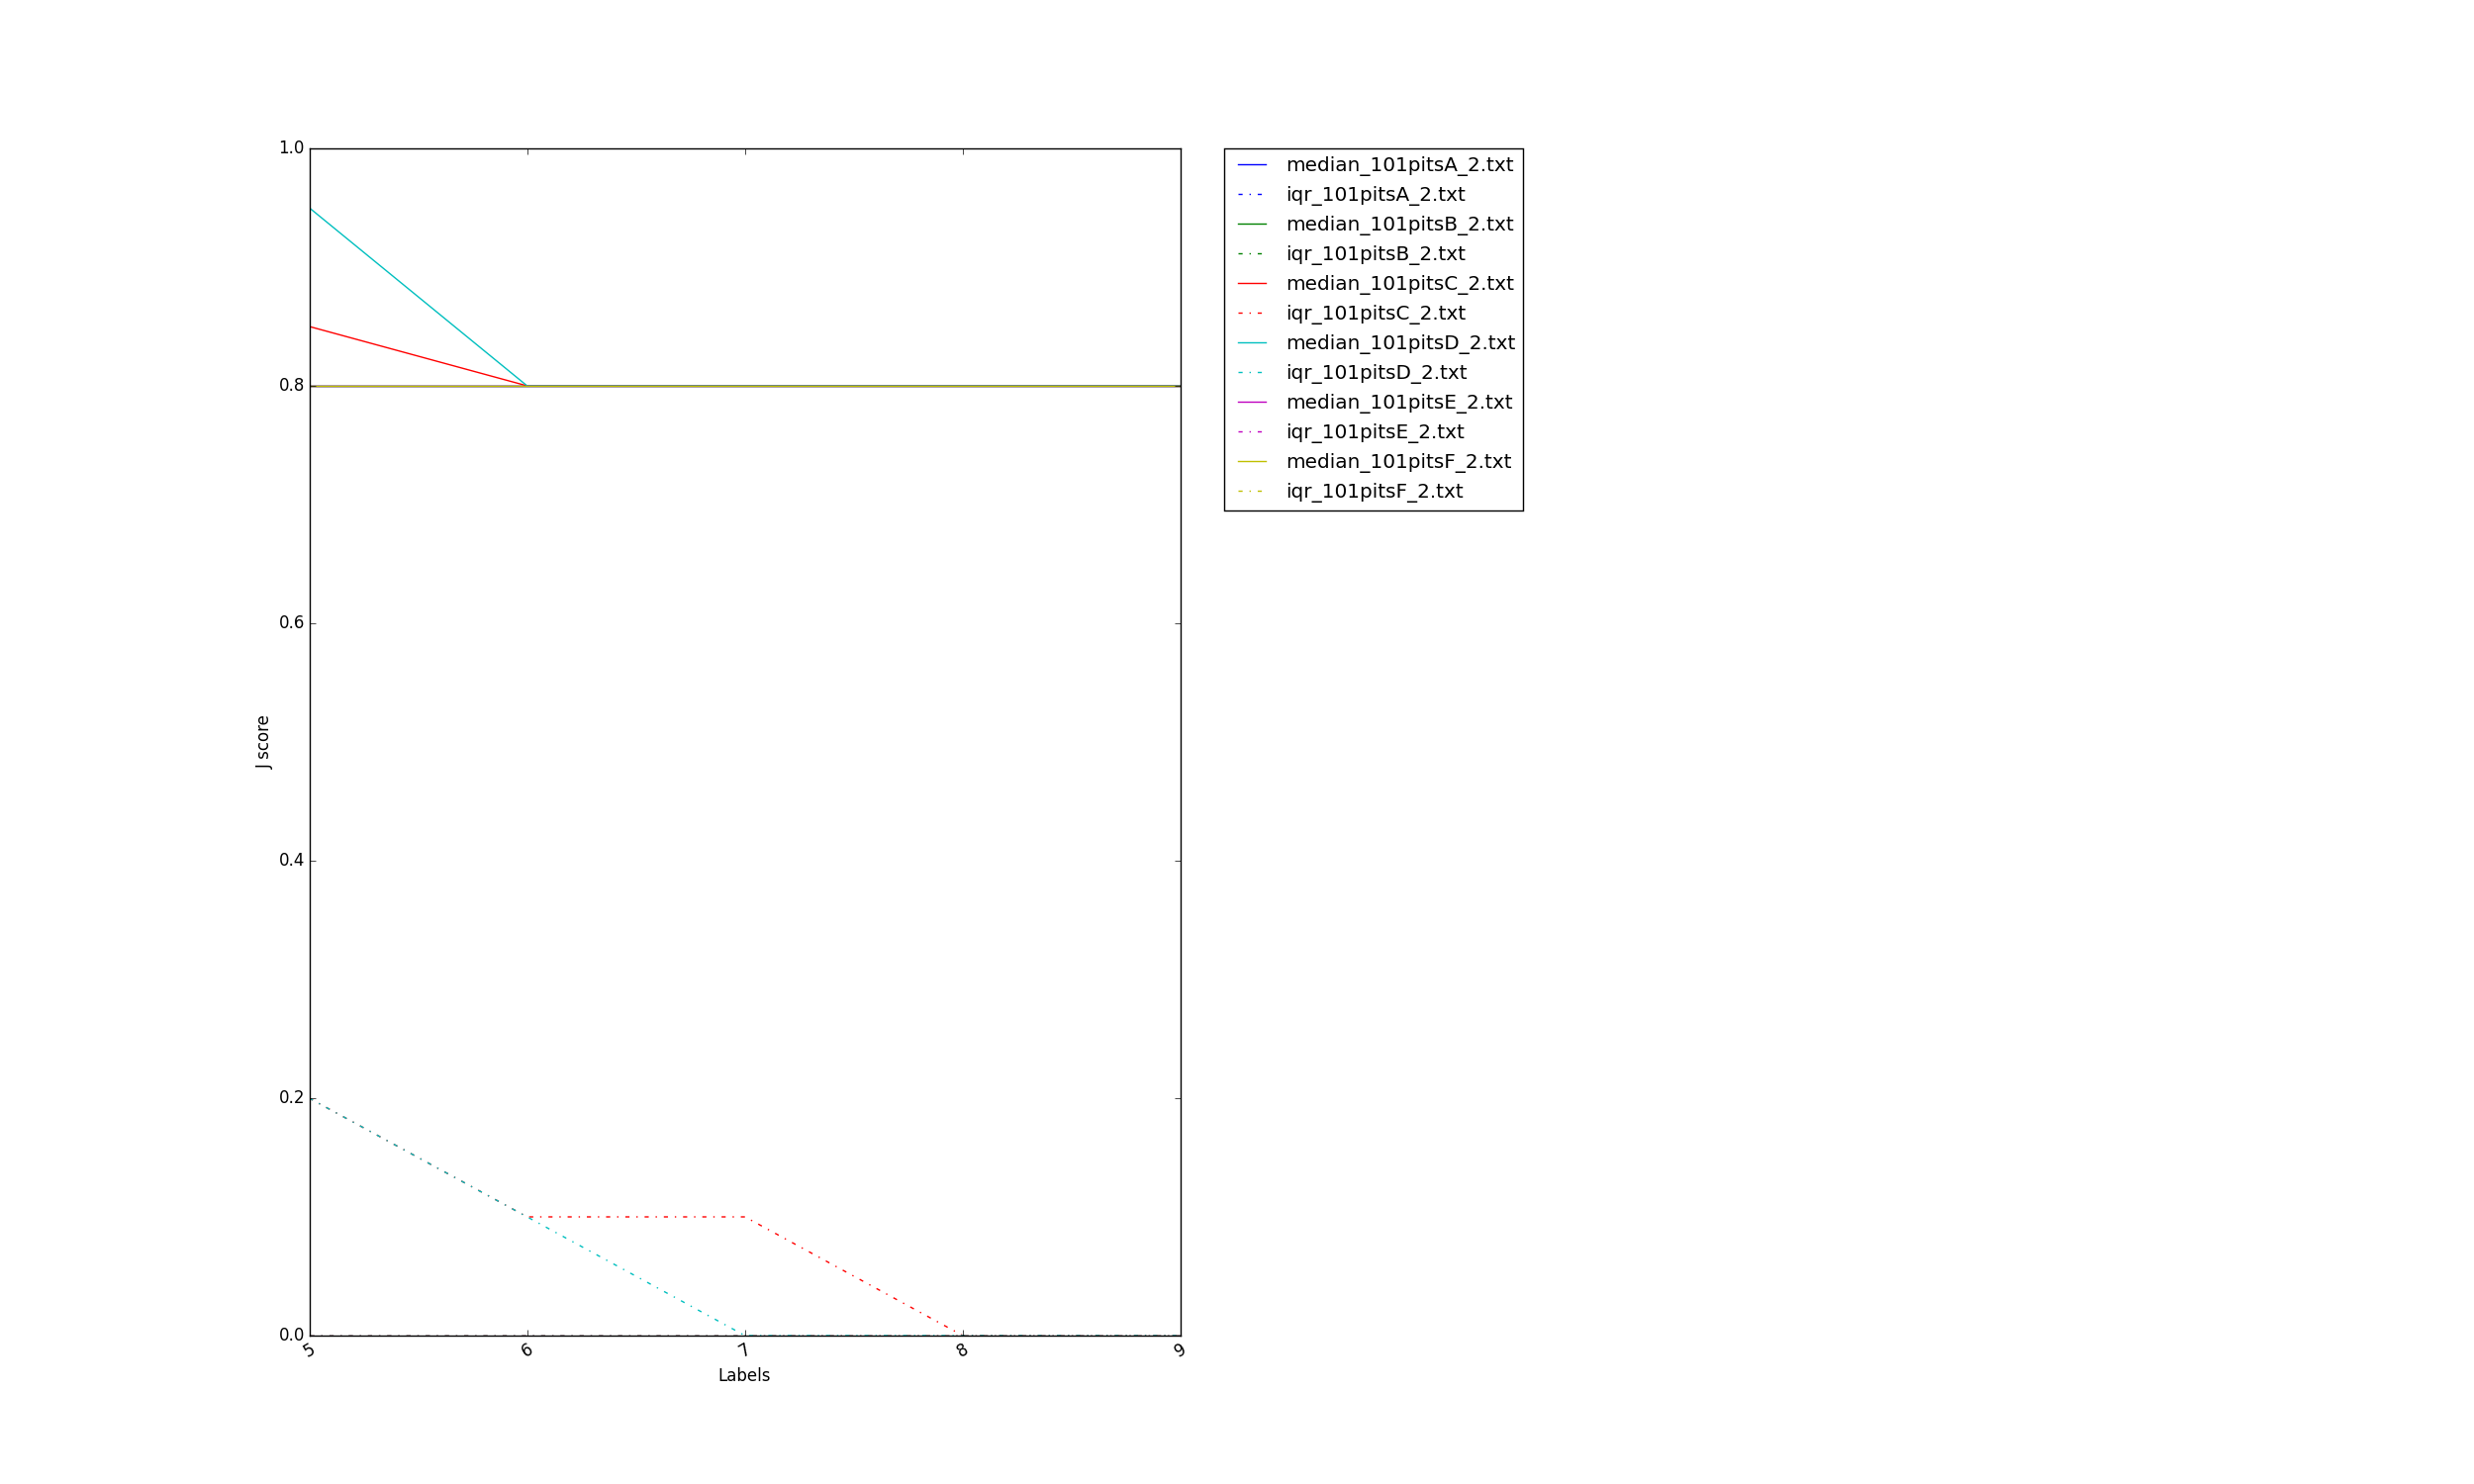 1.0
0.8
0.6
0.4
0.2
0.0
J score
5 6 7 8 9
Labels
median_101pitsA_2.txt
iqr_101pitsA_2.txt
median_101pitsB_2.txt
iqr_101pitsB_2.txt
median_101pitsC_2.txt
iqr_101pitsC_2.txt
median_101pitsD_2.txt
iqr_101pitsD_2.txt
median_101pitsE_2.txt
iqr_101pitsE_2.txt
median_101pitsF_2.txt
iqr_101pitsF_2.txt